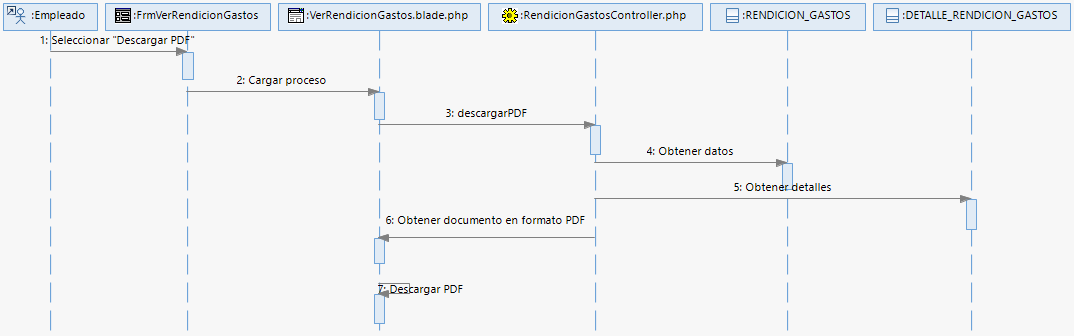 :Empleado
:FrmVerRendicionGastos
:VerRendicionGastos.blade.php
:RendicionGastosController.php
:RENDICION_GASTOS
:DETALLE_RENDICION_GASTOS
1: Seleccionar "Descargar PDF"
2: Cargar proceso
3: descargarPDF
4: Obtener datos
5: Obtener detalles
6: Obtener documento en formato PDF
7: Descargar PDF